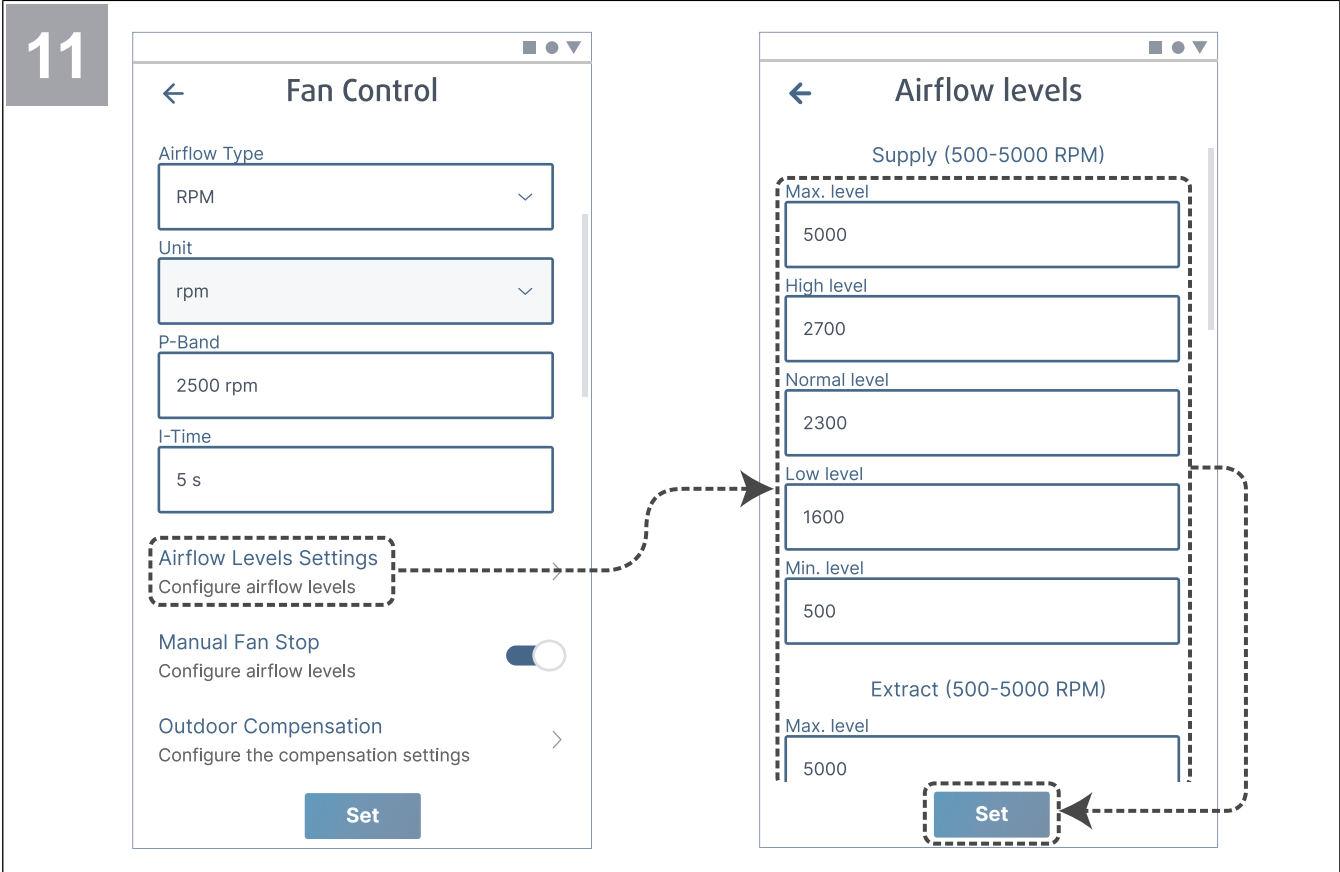 11
Fan Control
Airflow Type
RPM
Unit
rpm
P-Band
2500 rpm
I-Time
5 s
Airflow Levels Settings
Configure airflow levels
Manual Fan Stop
Configure airflow levels
Outdoor Compensation
Configure the compensation settings
Set
Airflow levels
Supply (500-5000 RPM)
Max. level
5000
High level
2700
Normal level
2300
Low level
1600
Min. level
500
Extract (500-5000 RPM)
Max. level
5000
Set